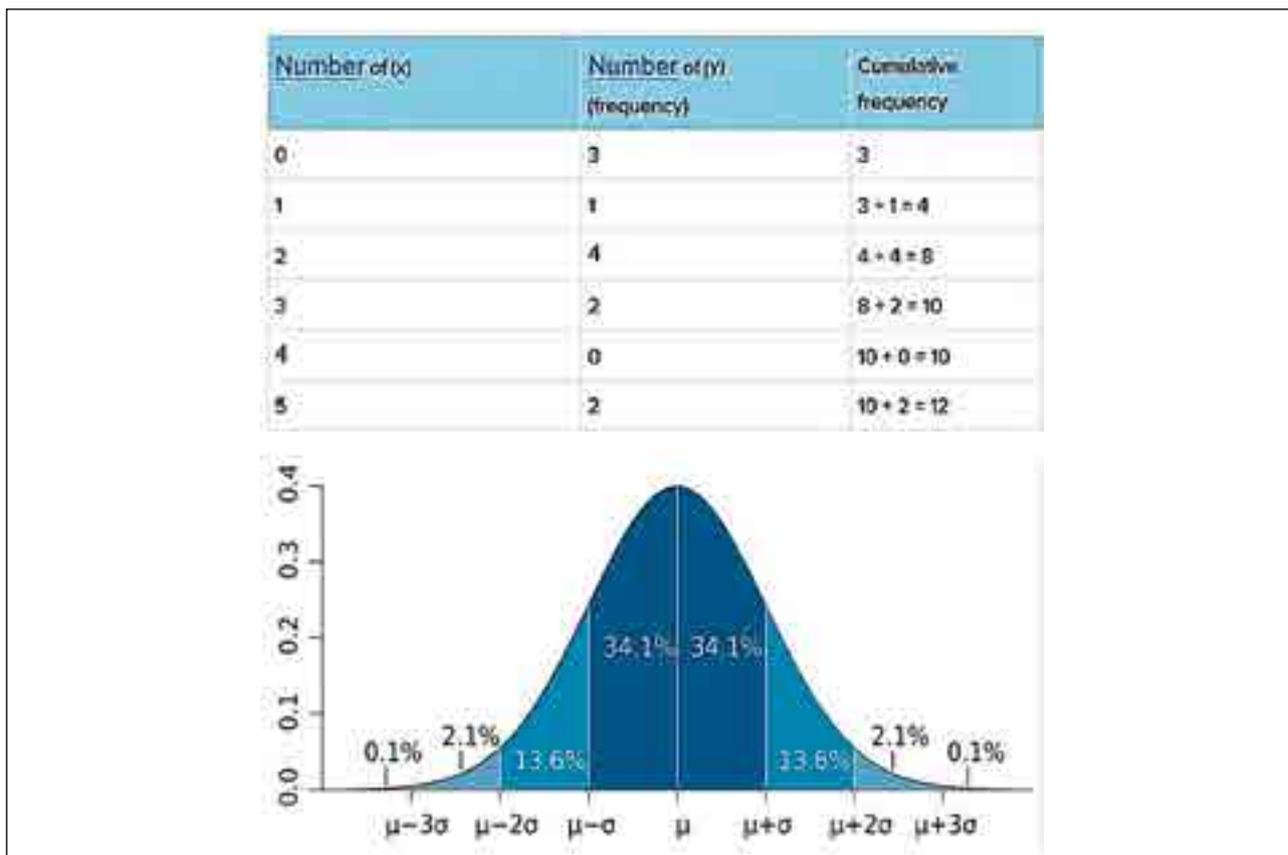 Number of (x) Number of (y) Cumulative
(frequency) frequency
0 3 3
1 1 3 + 1 = 4
2 4 4 + 4 = 8
3 2 8 + 2 = 10
4 0 10 + 0 = 10
5 2 10 + 2 = 12
0.4
0.3
0.2
0.1
0.0
34.1% 34.1%
0.1% 2.1% 13.6% 13.6% 2.1% 0.1%
μ−3σ μ−2σ μ−σ μ μ+σ μ+2σ μ+3σ